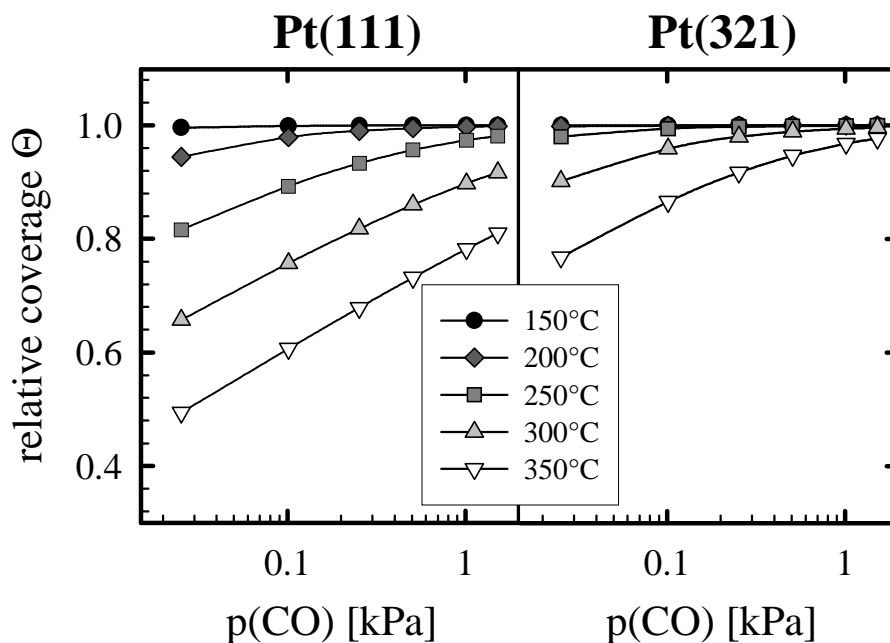 Pt(111) Pt(321)
relative coverage Θ
1.0
0.8
0.6
0.4
150°C
200°C
250°C
300°C
350°C
0.1 1 0.1 1
p(CO) [kPa] p(CO) [kPa]